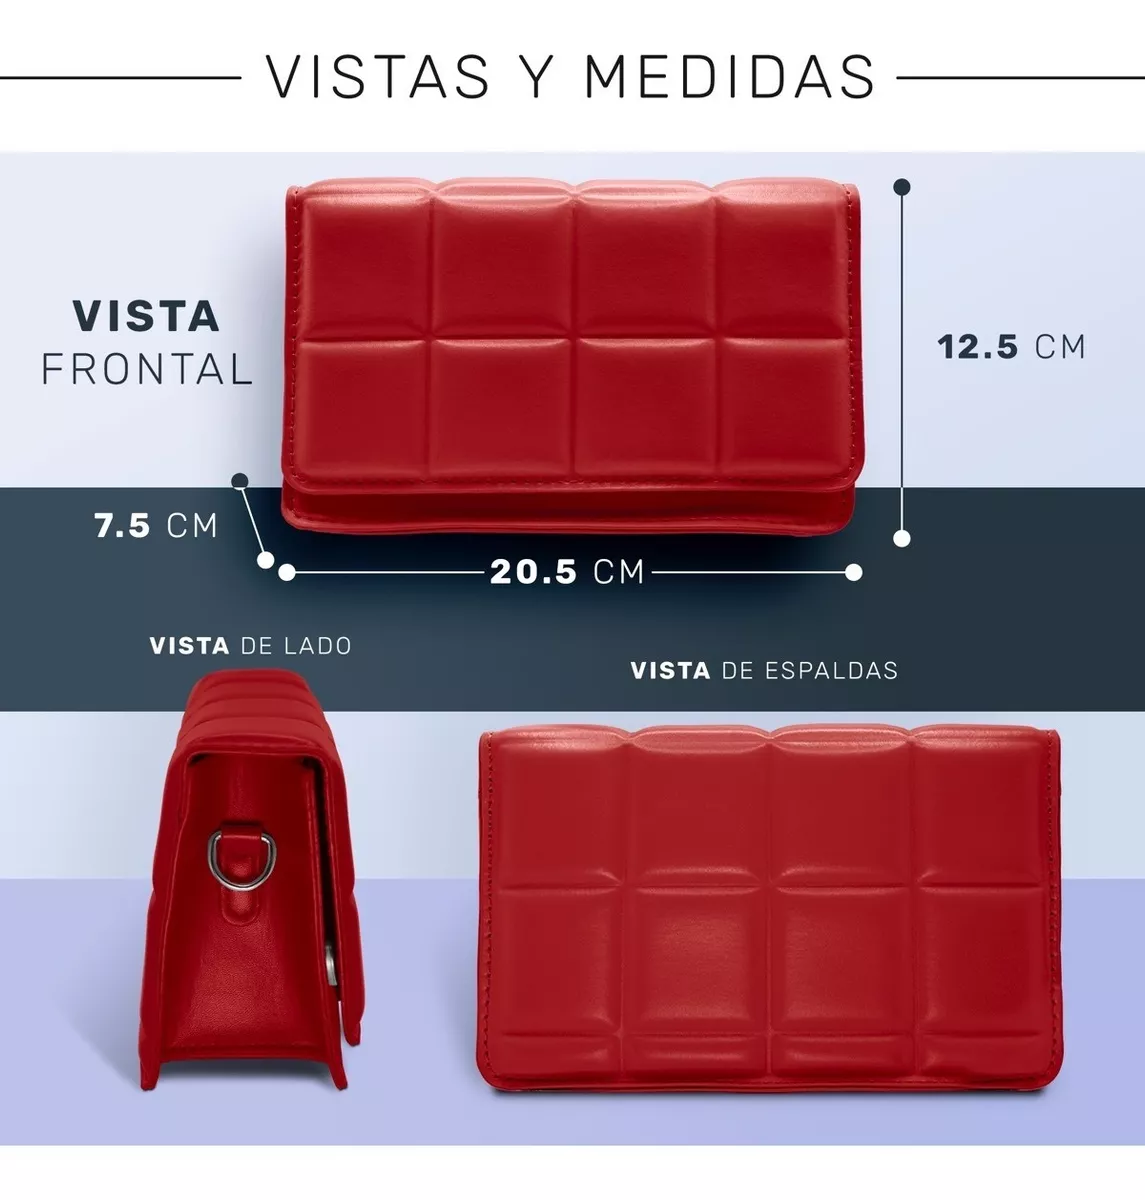 VISTAS Y MEDIDAS
VISTA
FRONTAL
12.5 CM
7.5 CM
20.5 CM
VISTA DE LADO
VISTA DE ESPALDAS